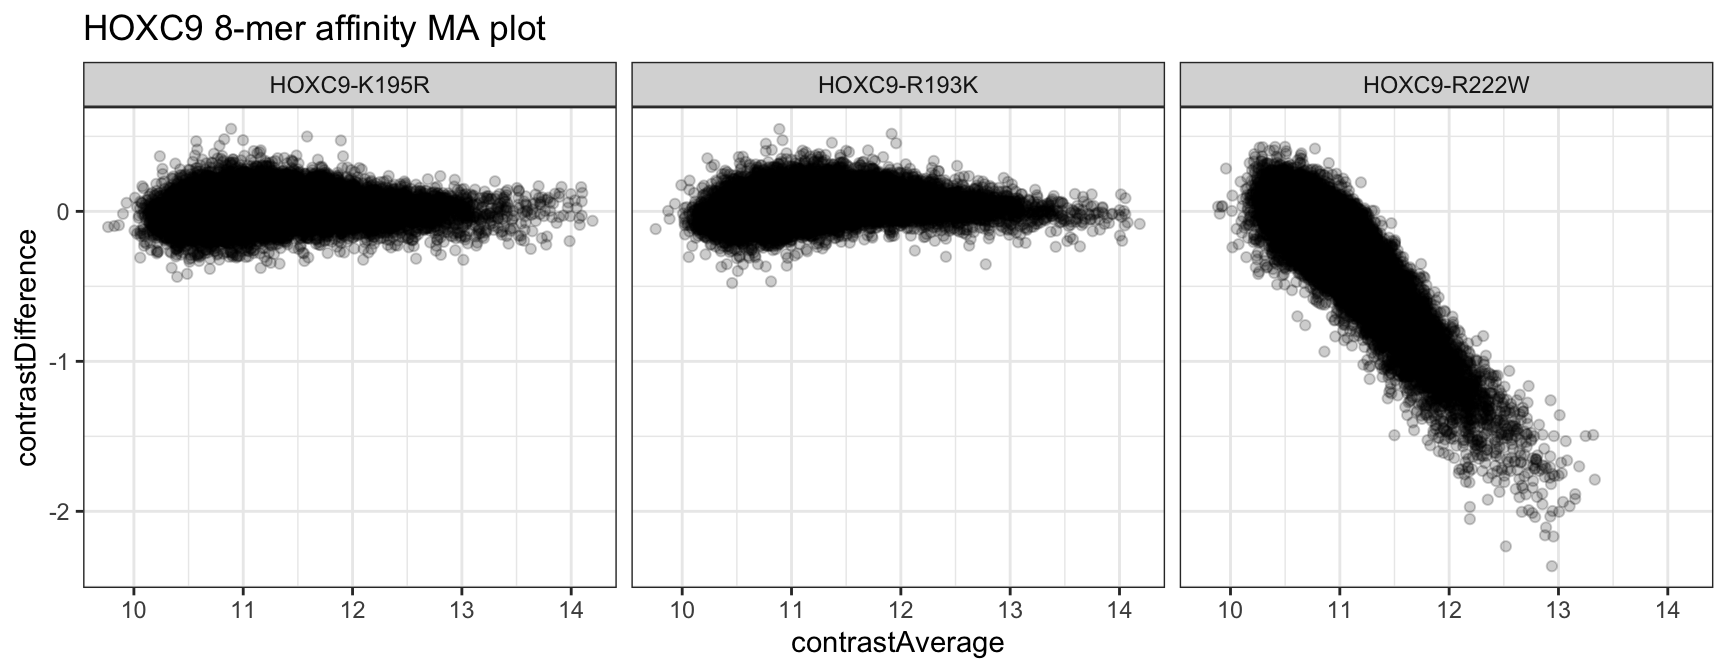 HOXC9 8-mer affinity MA plot
HOXC9-K195R HOXC9-R193K HOXC9-R222W
contrastDifference
0
-1
-2
10 11 12 13 14 10 11 12 13 14 10 11 12 13 14
contrastAverage